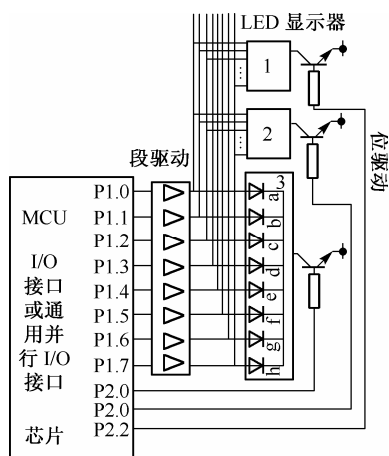 LED 显示器
1
2
段驱动
位驱动
3
MCU
I/O
接口
或通
用并
行 I/O
接口
芯片
P1.0
P1.1
P1.2
P1.3
P1.4
P1.5
P1.6
P1.7
P2.0
P2.0
P2.2
a
b
c
d
e
f
g
h